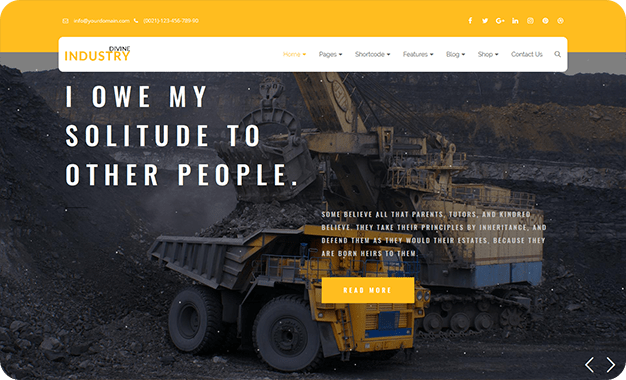 info@yourdomain.com (5021)-123-456-789-90
DIVINE
INDUSTRY
Home Pages Shortcode Features Blog Shop Contact Us
I OWE MY
SOLITUDE TO
OTHER PEOPLE.
SOME BELIEVE ALL THAT PARENTS, TUTORS, AND KINDRED
BELIEVE. THEY TAKE THEIR PRINCIPLES BY INHERITANCE, AND
DEFEND THEM AS THEY WOULD THEIR ESTATES, BECAUSE THEY
ARE BORN HEIRS TO THEM.
READ MORE